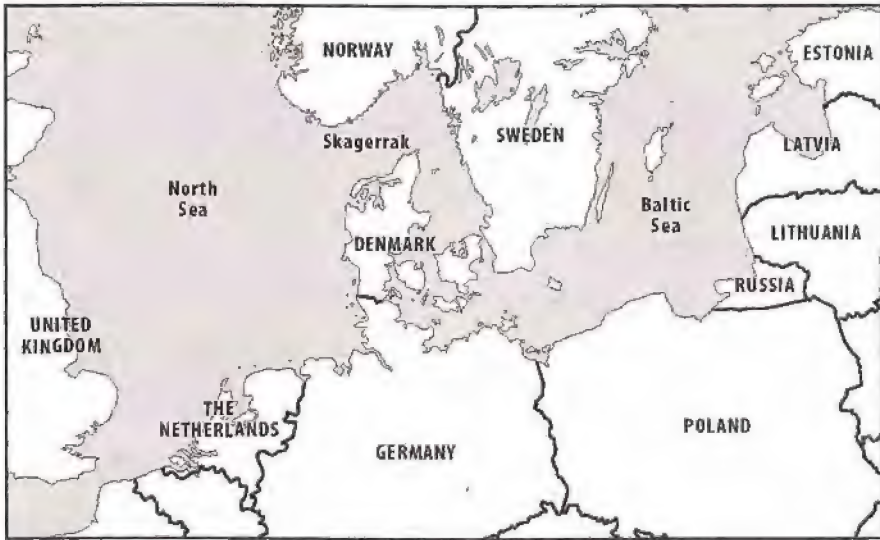 NORWAY
ESTONIA
Skagerrak
SWEDEN
LATVIA
North
Sea
Baltic
Sea
DENMARK
LITHUANIA
RUSSIA
UNITED
KINGDOM
THE
NETHERLANDS
POLAND
GERMANY